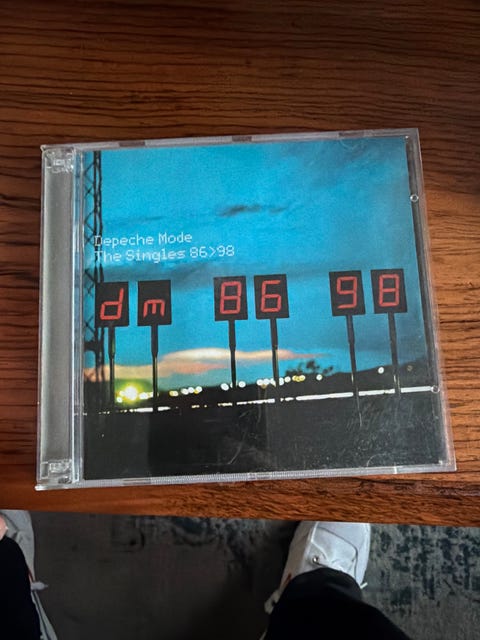 Depeche Mode
The Singles 86>98
dm 86 98